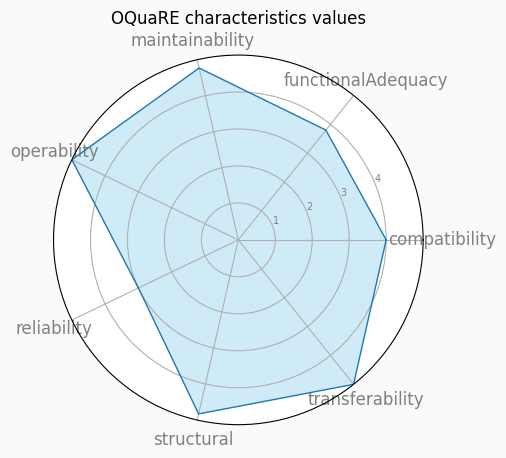 OQuaRE characteristics values
maintainability
functionalAdequacy
operability
4
3
2
1
compatibility
reliability
transferability
structural